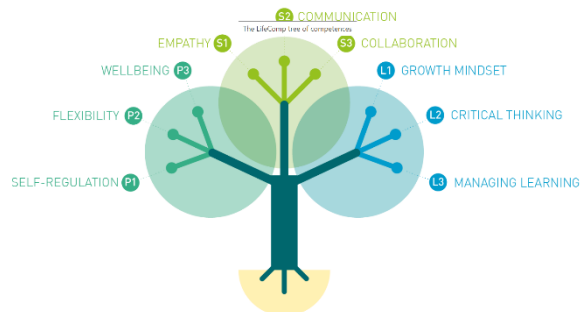 S2 COMMUNICATION
The LifeComp tree of competences
EMPATHY S1
S3 COLLABORATION
WELLBEING P3
L1 GROWTH MINDSET
FLEXIBILITY P2
L2 CRITICAL THINKING
SELF-REGULATION P1
L3 MANAGING LEARNING